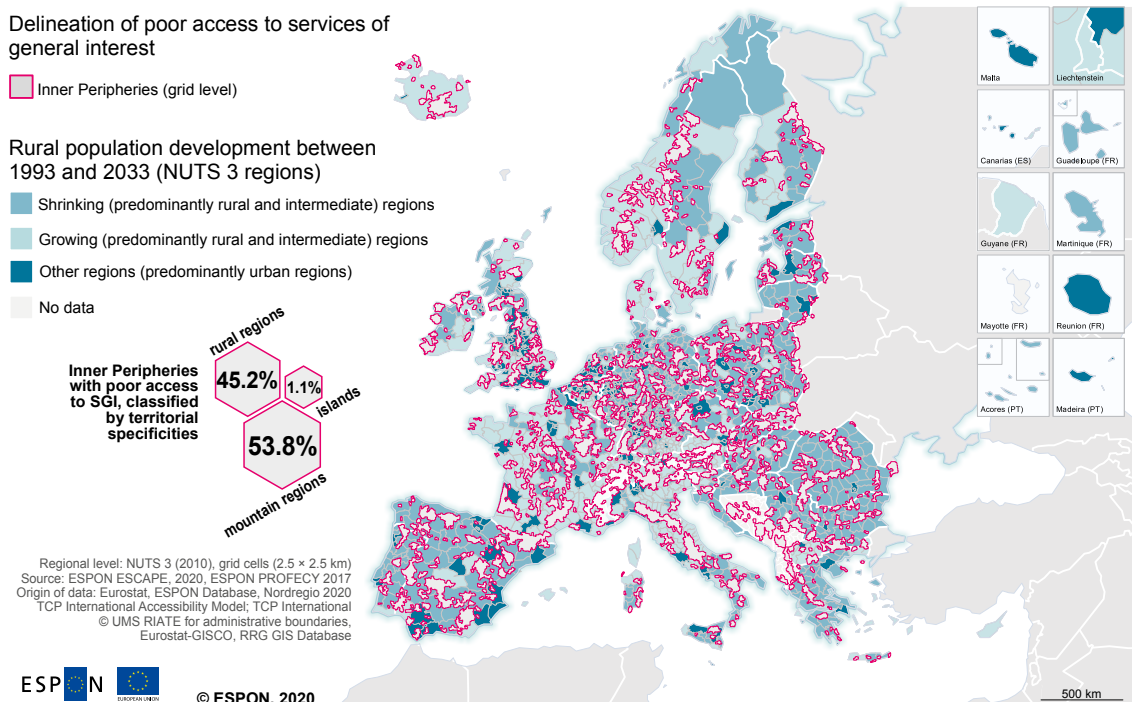 Delineation of poor access to services of
general interest
Inner Peripheries (grid level)
Rural population development between
1993 and 2033 (NUTS 3 regions)
Shrinking (predominantly rural and intermediate) regions
Growing (predominantly rural and intermediate) regions
Other regions (predominantly urban regions)
No data
Inner Peripheries
with poor access
to SGI, classified
by territorial
specificities
rural regions
45.2%
1.1%
islands
53.8%
mountain regions
Regional level: NUTS 3 (2010), grid cells (2.5 × 2.5 km)
Source: ESPON ESCAPE, 2020, ESPON PROFECY 2017
Origin of data: Eurostat, ESPON Database, Nordregio 2020
TCP International Accessibility Model; TCP International
© UMS RIATE for administrative boundaries,
Eurostat-GISCO, RRG GIS Database
ESPON
EUROPEAN UNION
© ESPON, 2020
Malta
Liechtenstein
Canarias (ES)
Guadeloupe (FR)
Guyane (FR)
Martinique (FR)
Mayotte (FR)
Reunion (FR)
Acores (PT)
Madeira (PT)
500 km